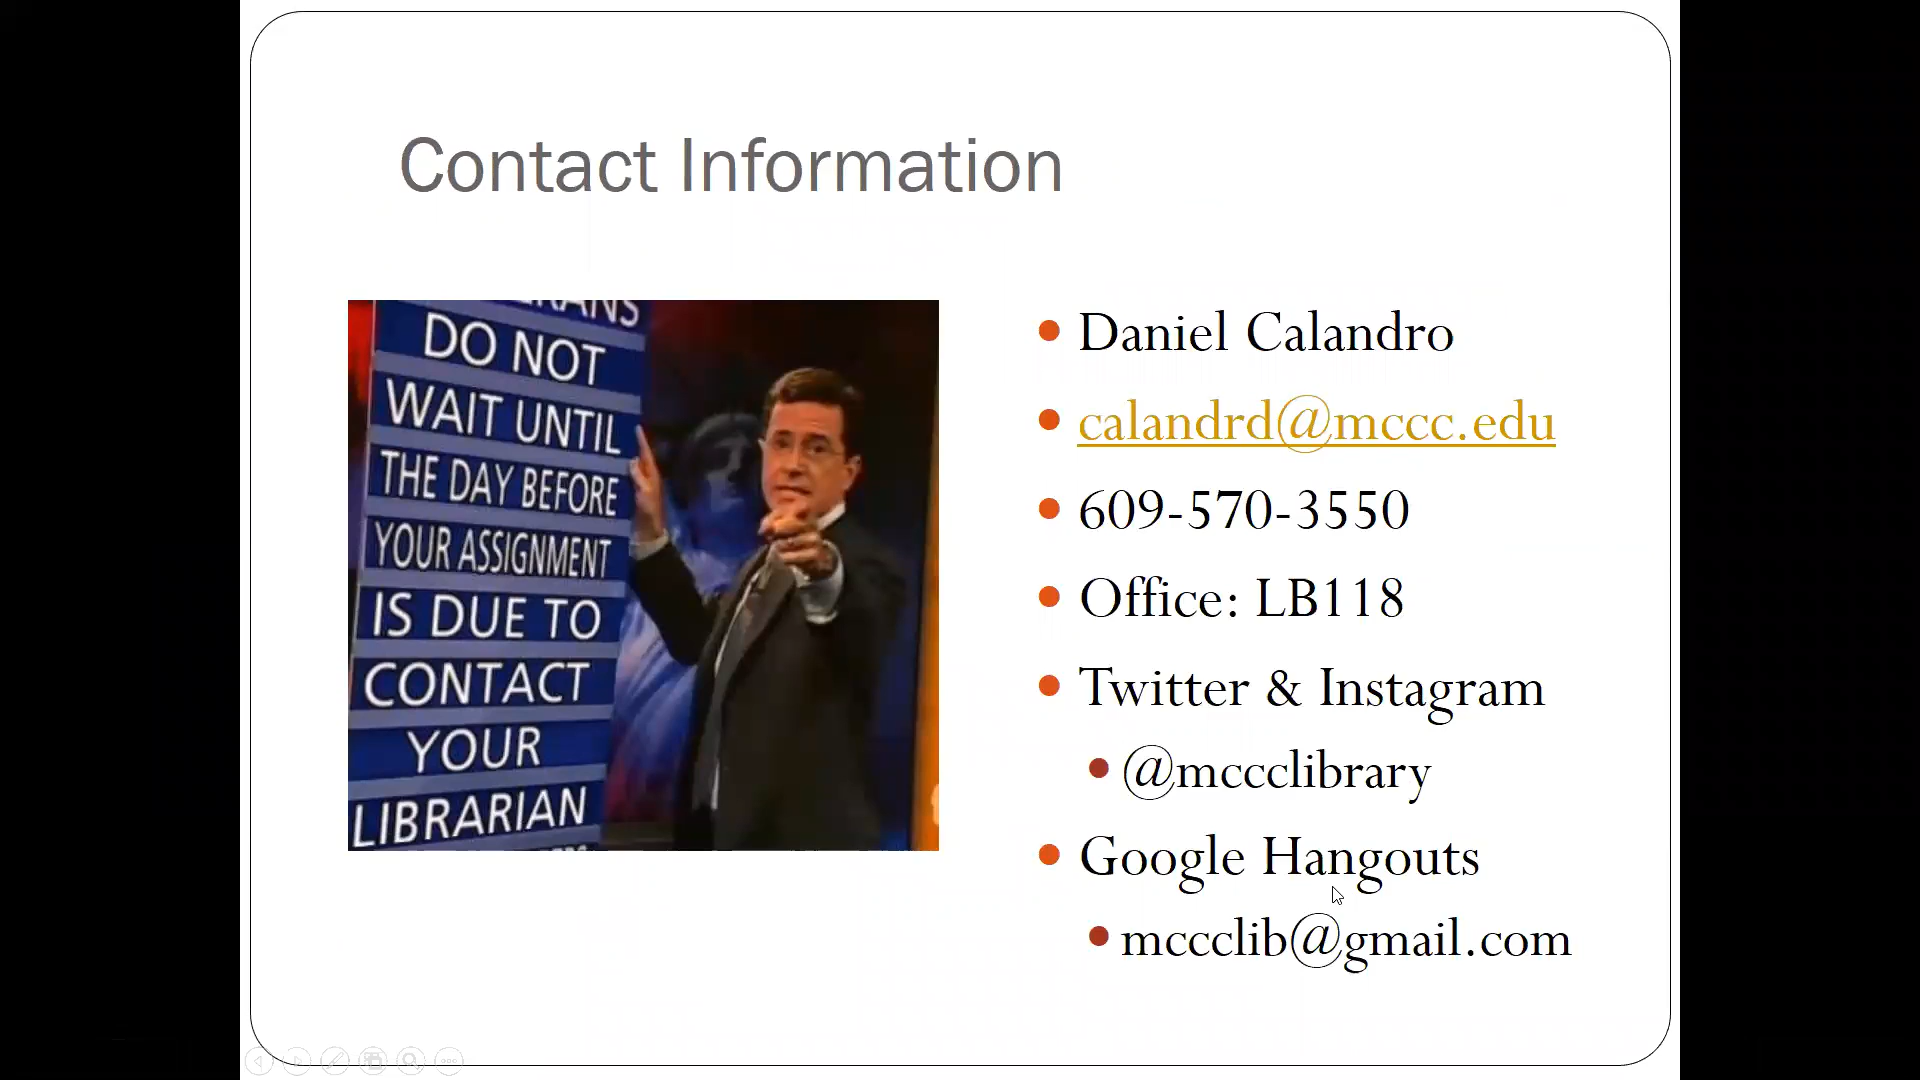 Contact Information
DO NOT
WAIT UNTIL
THE DAY BEFORE
YOUR ASSIGNMENT
IS DUE TO
CONTACT
YOUR
LIBRARIAN
Daniel Calandro
calandrd@mccc.edu
609-570-3550
Office: LB118
Twitter & Instagram
@mccclibrary
Google Hangouts
mccclib@gmail.com